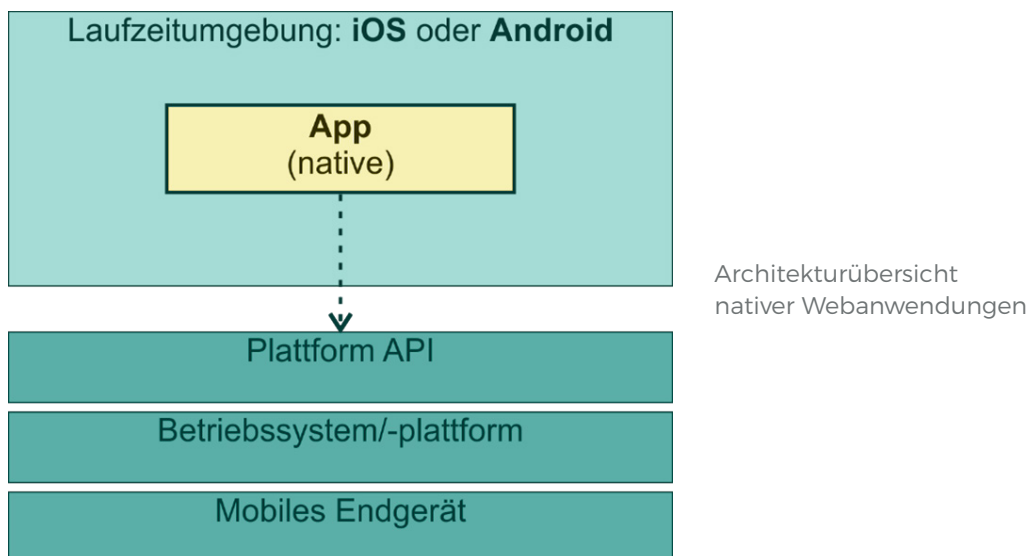 Laufzeitumgebung: iOS oder Android
App
(native)
Architekturübersicht
nativer Webanwendungen
Plattform API
Betriebssystem/-plattform
Mobiles Endgerät